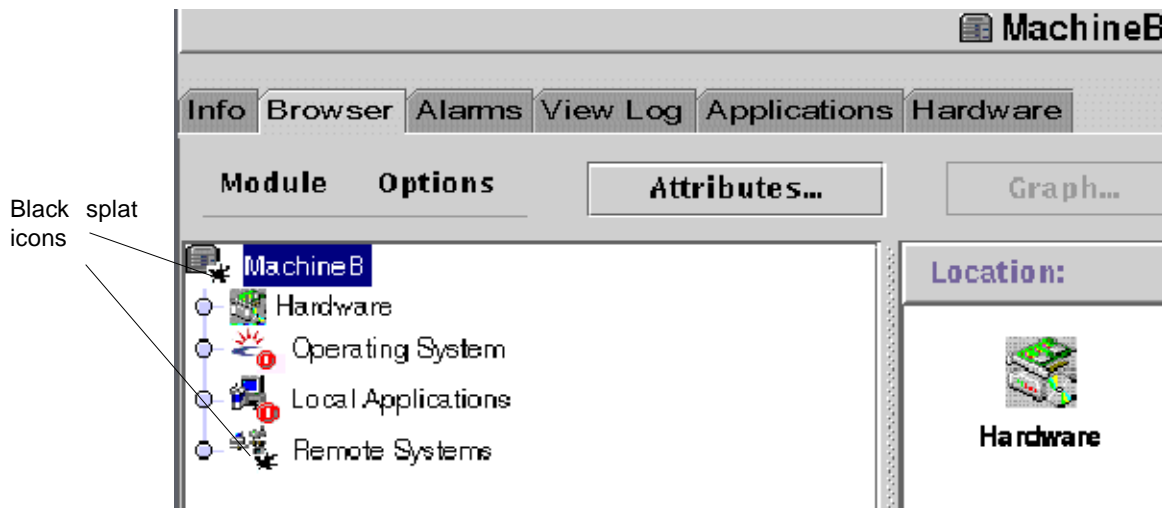 MachineB
Info Browser Alarms View Log Applications Hardware
Module Options Attributes... Graph...
Black splat
icons
MachineB
Hardware
Operating System
Local Applications
Remote Systems
Location:
Hardware